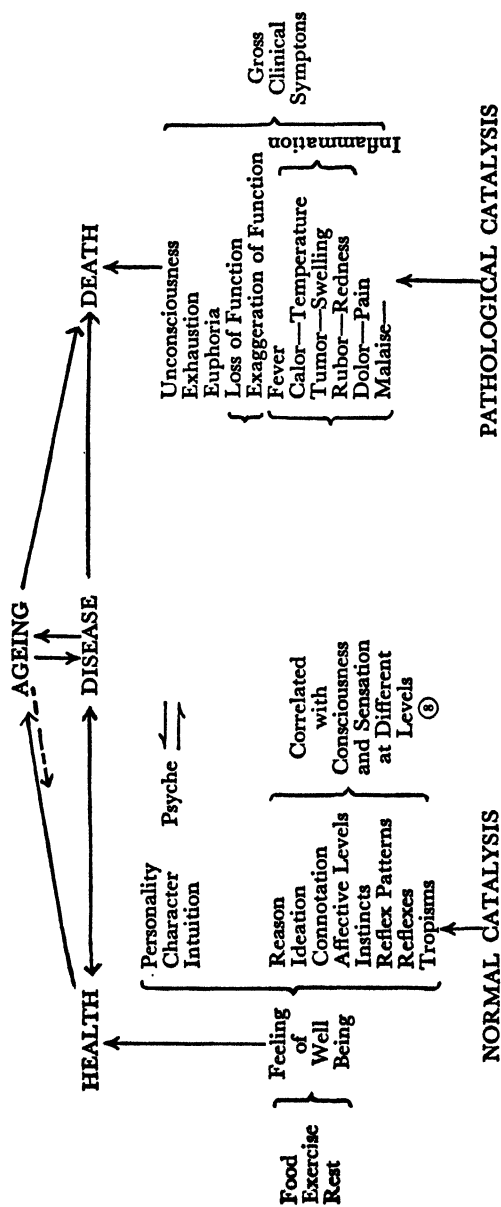 AGEING
HEALTH
DISEASE
DEATH
Food
Exercise
Rest
Feeling
of
Well
Being
Personality
Character
Intuition
Psyche
Reason
Ideation
Connotation
Affective Levels
Instincts
Reflex Patterns
Reflexes
Tropisms
Correlated
with
Consciousness
and Sensation
at Different
Levels
⑧
Unconsciousness
Exhaustion
Euphoria
Loss of Function
Exaggeration of Function
Fever
Calor—Temperature
Tumor—Swelling
Rubor—Redness
Dolor—Pain
Malaise—
Inflammation
Gross
Clinical
Symptons
NORMAL CATALYSIS
PATHOLOGICAL CATALYSIS